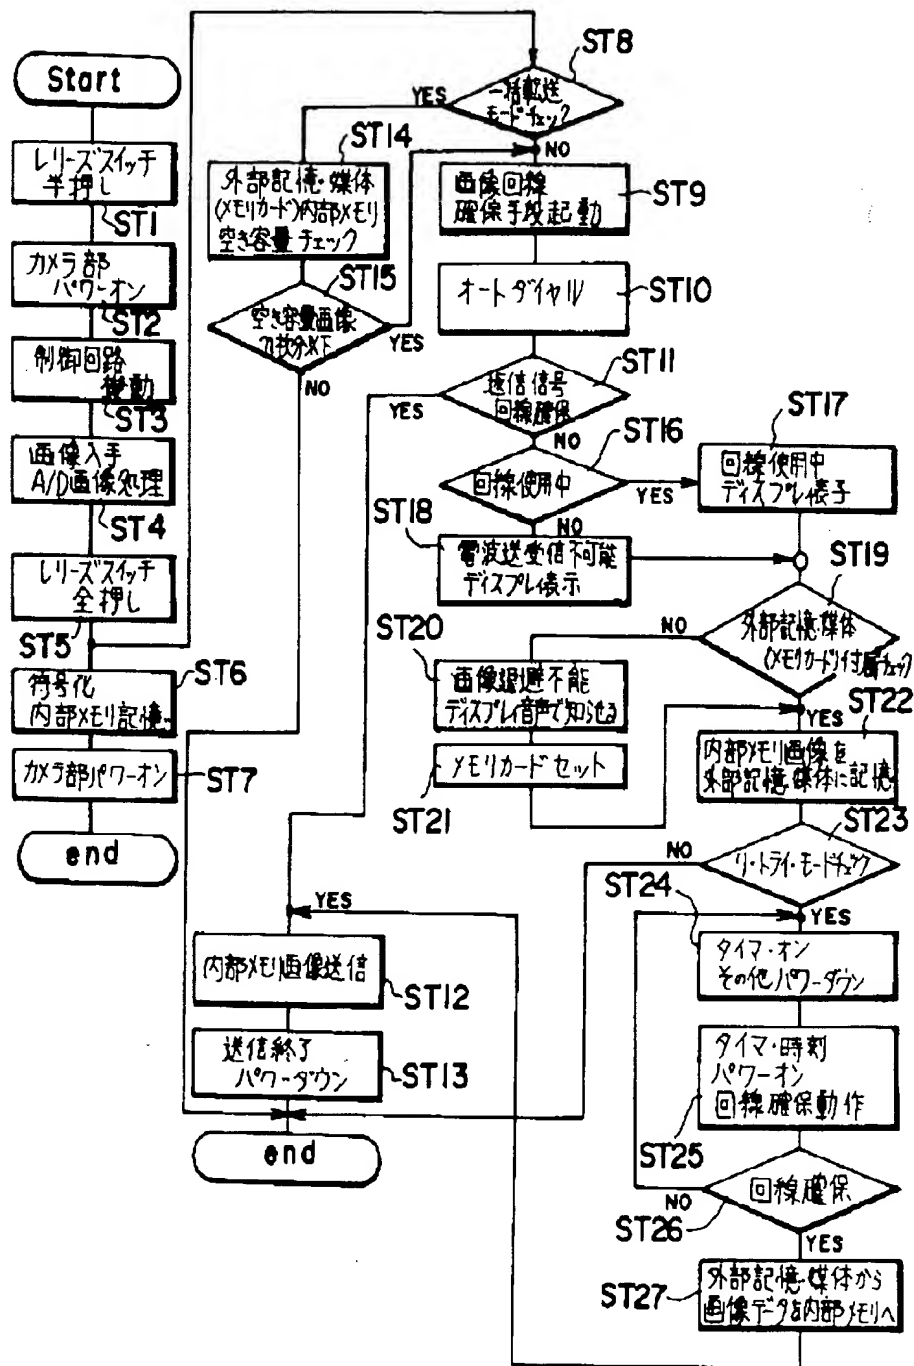 Start
レリーズスイッチ
半押し
ST1
カメラ部
パワーオン
ST2
制御回路
ST3
画像入手
A/D画像処理
ST4
レリーズスイッチ
全押し
ST5
符号化
内部メモリ記憶
ST6
カメラ部パワーオン
ST7
end
ST8
一括転送
モードチェック
YES
NO
ST14
外部記憶媒体
(メモリカード)内部メモリ
空き容量チェック
ST15
空き容量画像
n枚分以下
YES
NO
画像回線
確保手段起動
ST9
オートダイヤル
ST10
ST11
送信信号
回線確保
YES
NO
ST16
回線使用中
YES
NO
ST17
回線使用中
ディスプレイ表示
ST18
電波送受信不可能
ディスプレイ表示
ST19
外部記憶媒体
(メモリカード)付属チェック
NO
YES
ST20
画像退避不能
ディスプレイ音声で知らせる
メモリカードセット
ST21
ST22
内部メモリ画像を
外部記憶媒体に記憶
ST23
リ・トライ・モードチェック
NO
YES
ST24
タイマ・オン
その他パワーダウン
タイマ・時刻
パワーオン
回線確保動作
ST25
回線確保
NO
YES
ST26
ST27
外部記憶媒体から
画像データを内部メモリへ
YES
内部メモリ画像送信
ST12
送信終了
パワーダウン
ST13
end